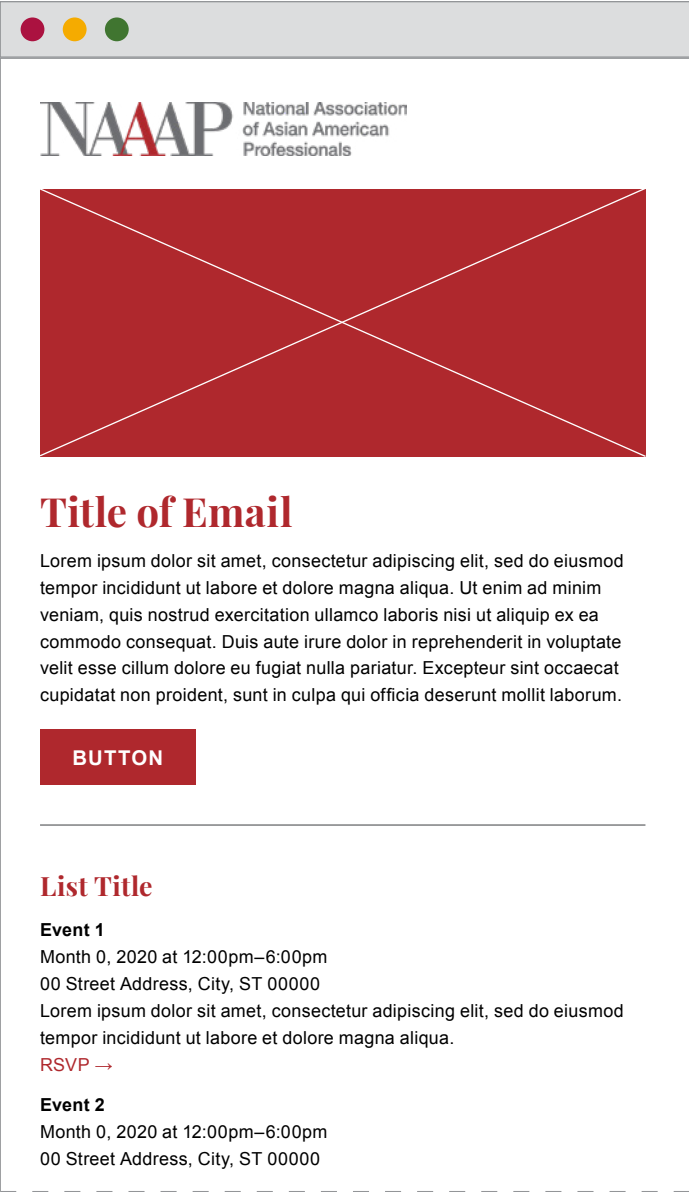 NAAAP
National Association
of Asian American
Professionals
Title of Email
Lorem ipsum dolor sit amet, consectetur adipiscing elit, sed do eiusmod
tempor incididunt ut labore et dolore magna aliqua. Ut enim ad minim
veniam, quis nostrud exercitation ullamco laboris nisi ut aliquip ex ea
commodo consequat. Duis aute irure dolor in reprehenderit in voluptate
velit esse cillum dolore eu fugiat nulla pariatur. Excepteur sint occaecat
cupidatat non proident, sunt in culpa qui officia deserunt mollit laborum.
BUTTON
List Title
Event 1
Month 0, 2020 at 12:00pm–6:00pm
00 Street Address, City, ST 00000
Lorem ipsum dolor sit amet, consectetur adipiscing elit, sed do eiusmod
tempor incididunt ut labore et dolore magna aliqua.
RSVP →
Event 2
Month 0, 2020 at 12:00pm–6:00pm
00 Street Address, City, ST 00000